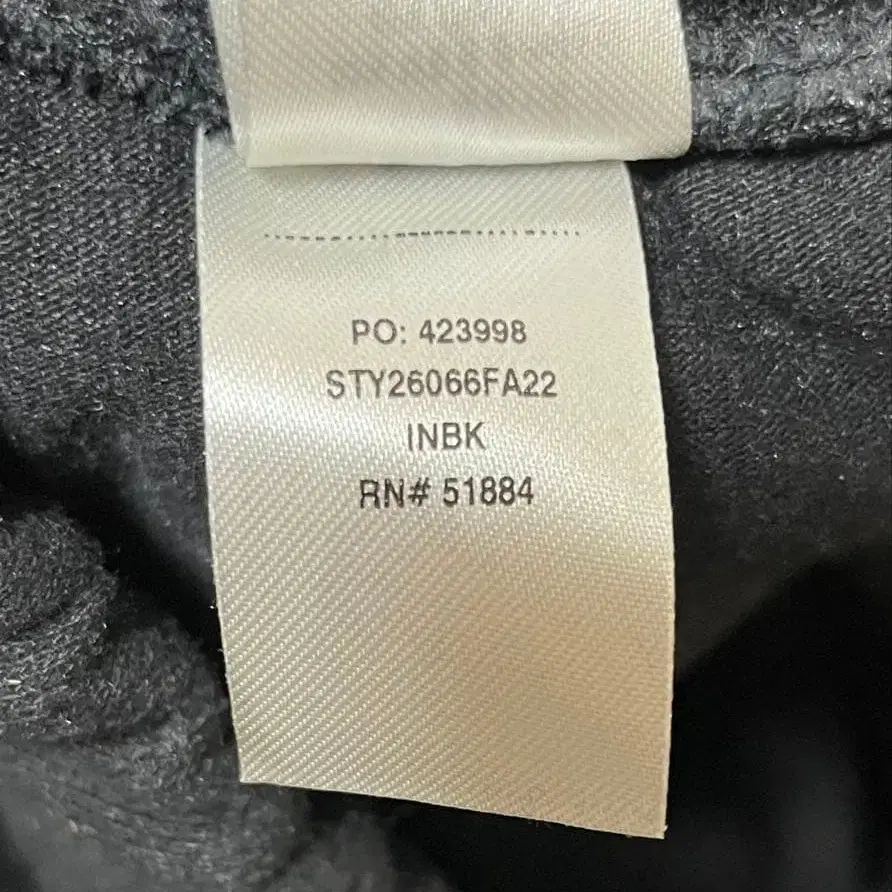 PO: 423998
STY26066FA22
INBK
RN# 51884